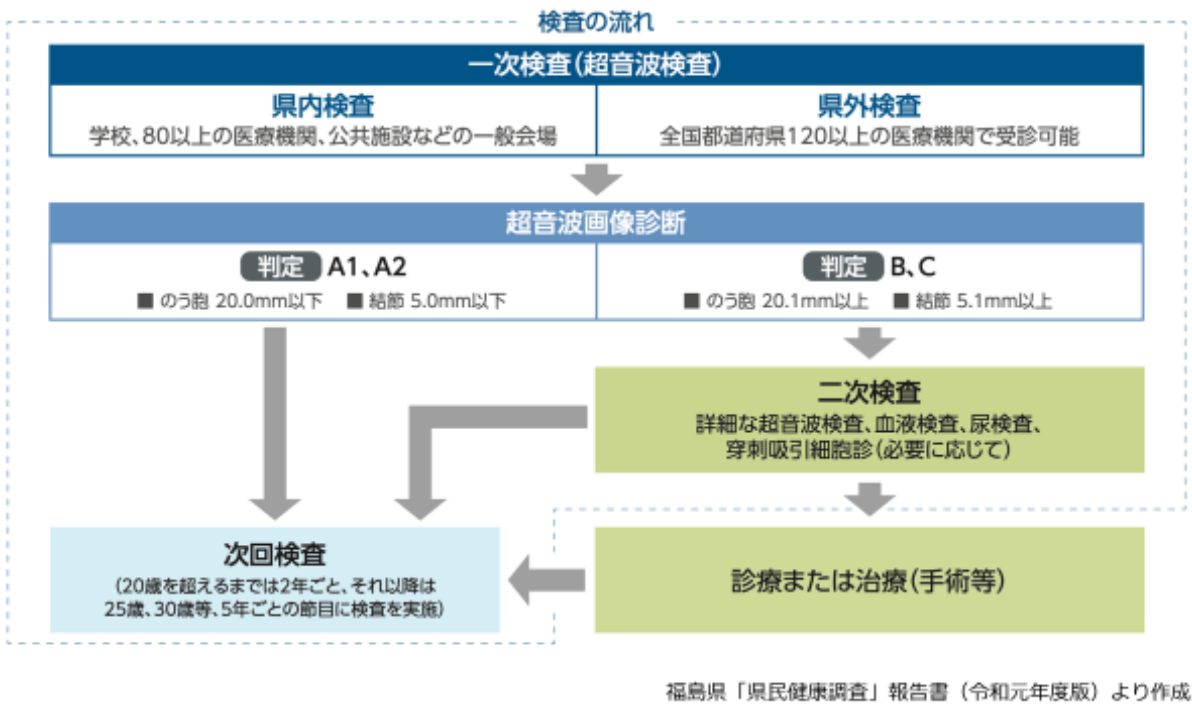 検査の流れ
一次検査(超音波検査)
県内検査
学校、80以上の医療機関、公共施設などの一般会場
県外検査
全国都道府県120以上の医療機関で受診可能
超音波画像診断
判定 A1、A2
■ のう胞 20.0mm以下 ■ 結節 5.0mm以下
判定 B、C
■ のう胞 20.1mm以上 ■ 結節 5.1mm以上
二次検査
詳細な超音波検査、血液検査、尿検査、
穿刺吸引細胞診(必要に応じて)
次回検査
(20歳を超えるまでは2年ごと、それ以降は
25歳、30歳等、5年ごとの節目に検査を実施)
診療または治療(手術等)
福島県「県民健康調査」報告書(令和元年度版)より作成